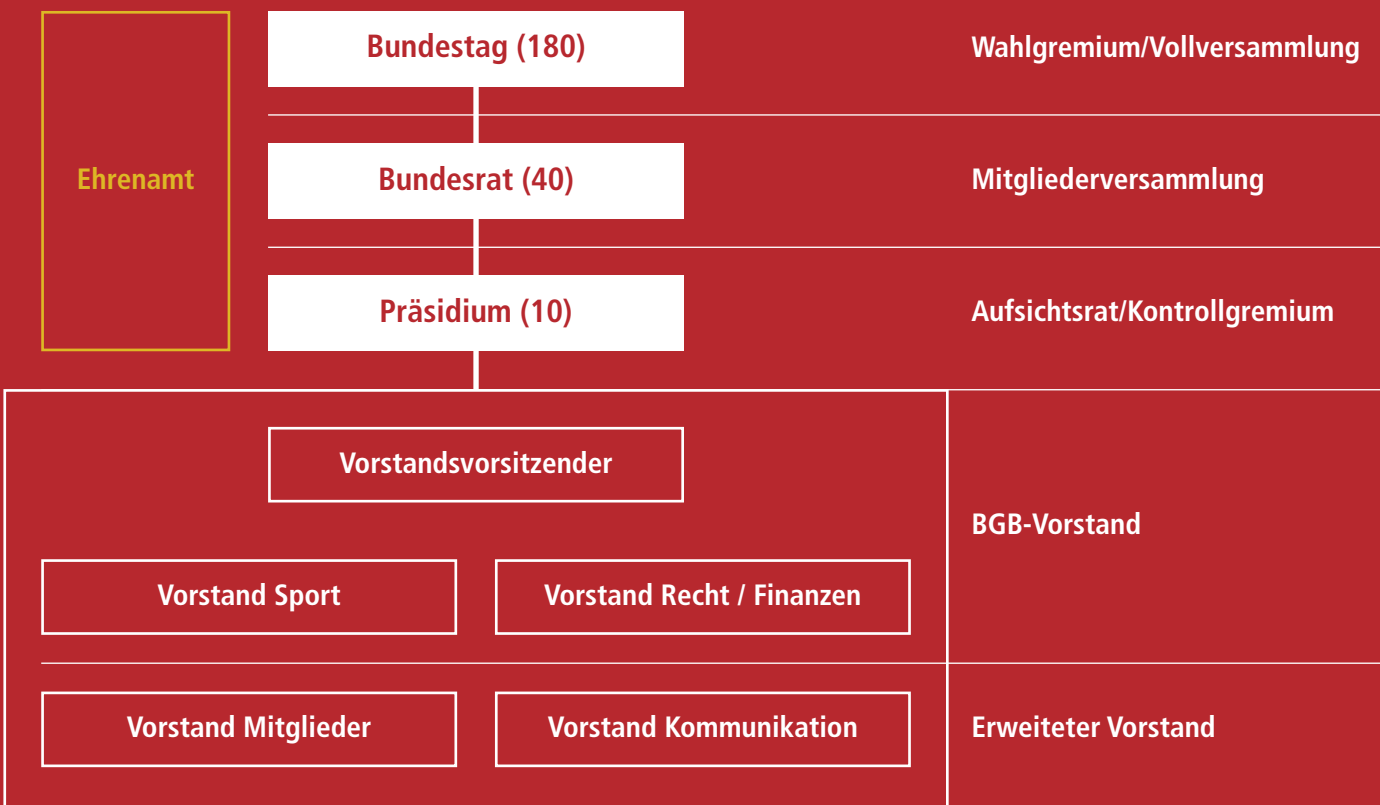 Ehrenamt
Bundestag (180)
Wahlgremium/Vollversammlung
Bundesrat (40)
Mitgliederversammlung
Präsidium (10)
Aufsichtsrat/Kontrollgremium
Vorstandsvorsitzender
BGB-Vorstand
Vorstand Sport
Vorstand Recht / Finanzen
Vorstand Mitglieder
Vorstand Kommunikation
Erweiteter Vorstand